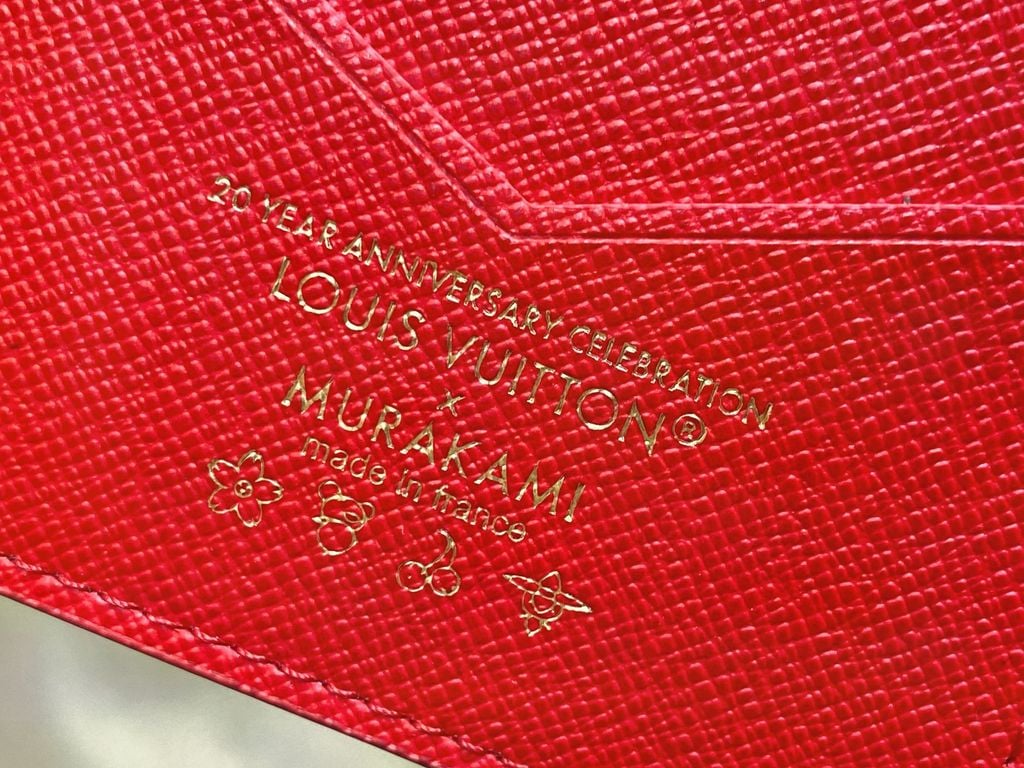 20 YEAR ANNIVERSARY CELEBRATION
LOUIS VUITTON®
x
MURAKAMI
made in france